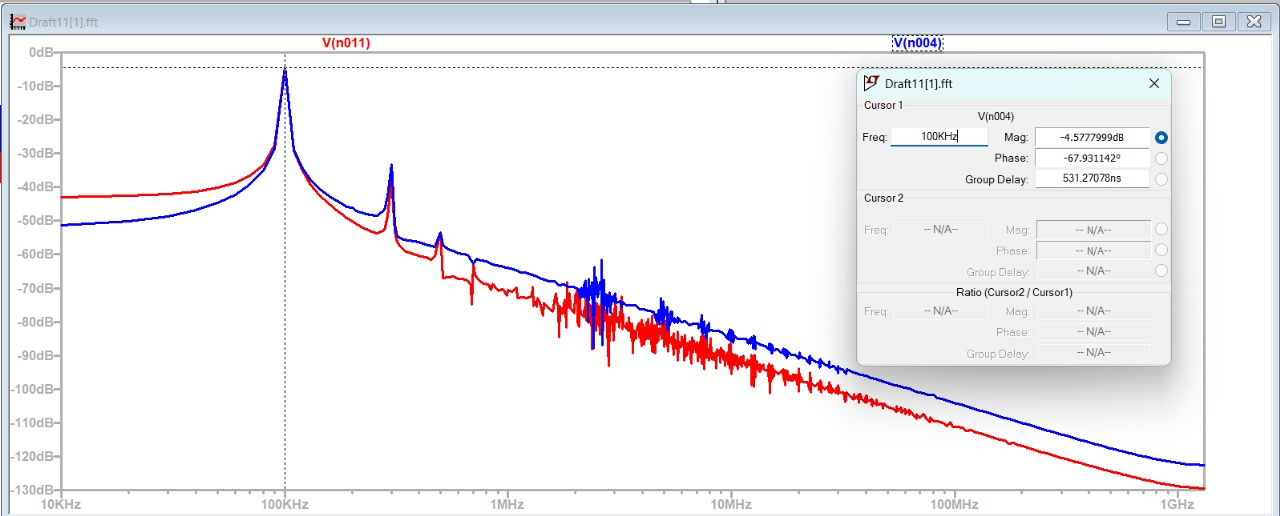 Draft11[1].fft
V(n011) V(n004)
0dB
-10dB
-20dB
-30dB
-40dB
-50dB
-60dB
-70dB
-80dB
-90dB
-100dB
-110dB
-120dB
-130dB
10KHz 100KHz 1MHz 10MHz 100MHz 1GHz
Draft11[1].fft
Cursor 1
V(n004)
Freq: 100KHz Mag: -4.5777999dB
Phase: -67.931142°
Group Delay: 531.27078ns
Cursor 2
Freq: -- N/A-- Mag: -- N/A--
Phase: -- N/A--
Group Delay: -- N/A--
Ratio (Cursor2 / Cursor1)
Freq: -- N/A-- Mag: -- N/A--
Phase: -- N/A--
Group Delay: -- N/A--